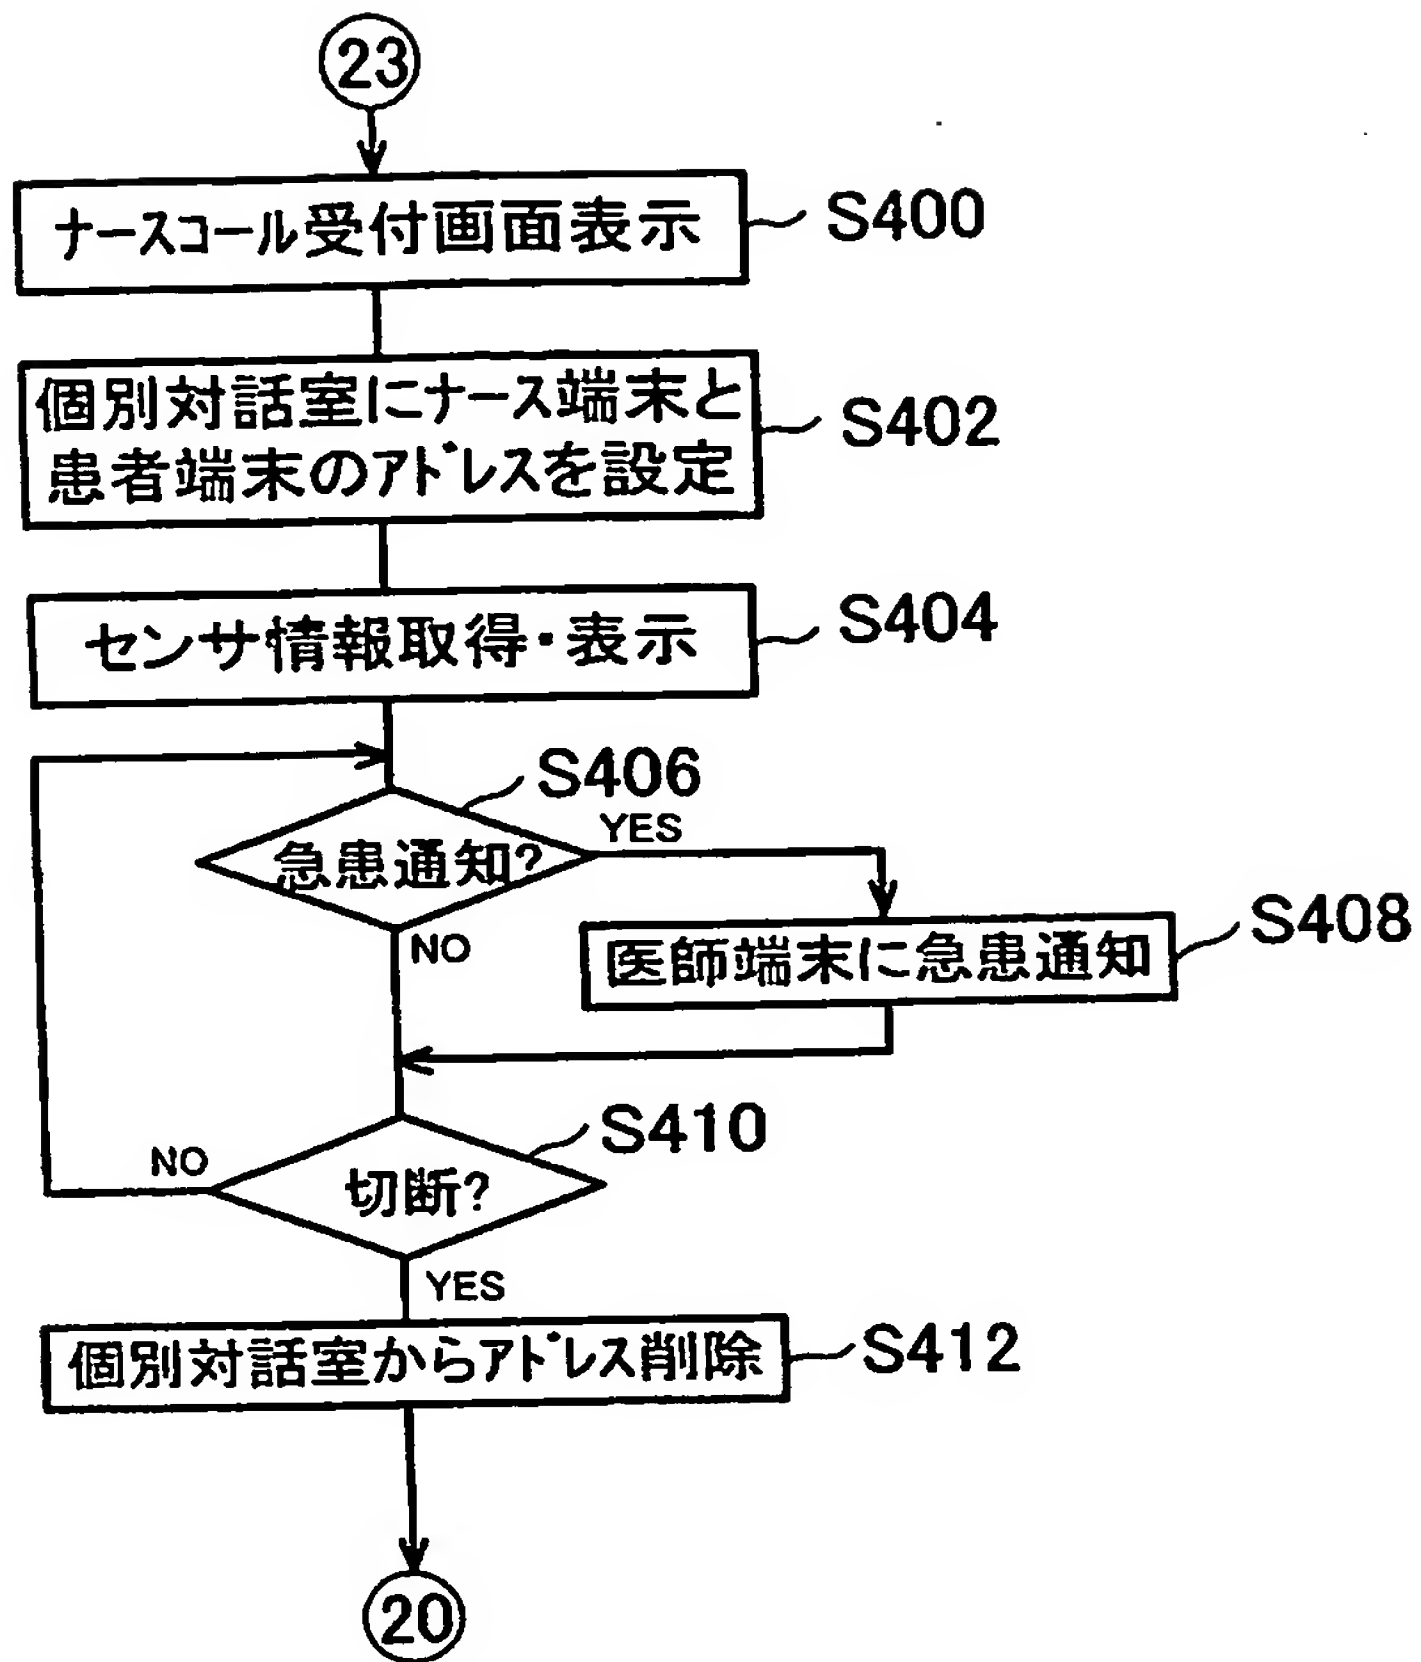 23
ナースコール受付画面表示
S400
個別対話室にナース端末と
患者端末のアドレスを設定
S402
センサ情報取得・表示
S404
S406
急患通知?
YES
NO
医師端末に急患通知
S408
S410
切断?
NO
YES
個別対話室からアドレス削除
S412
20